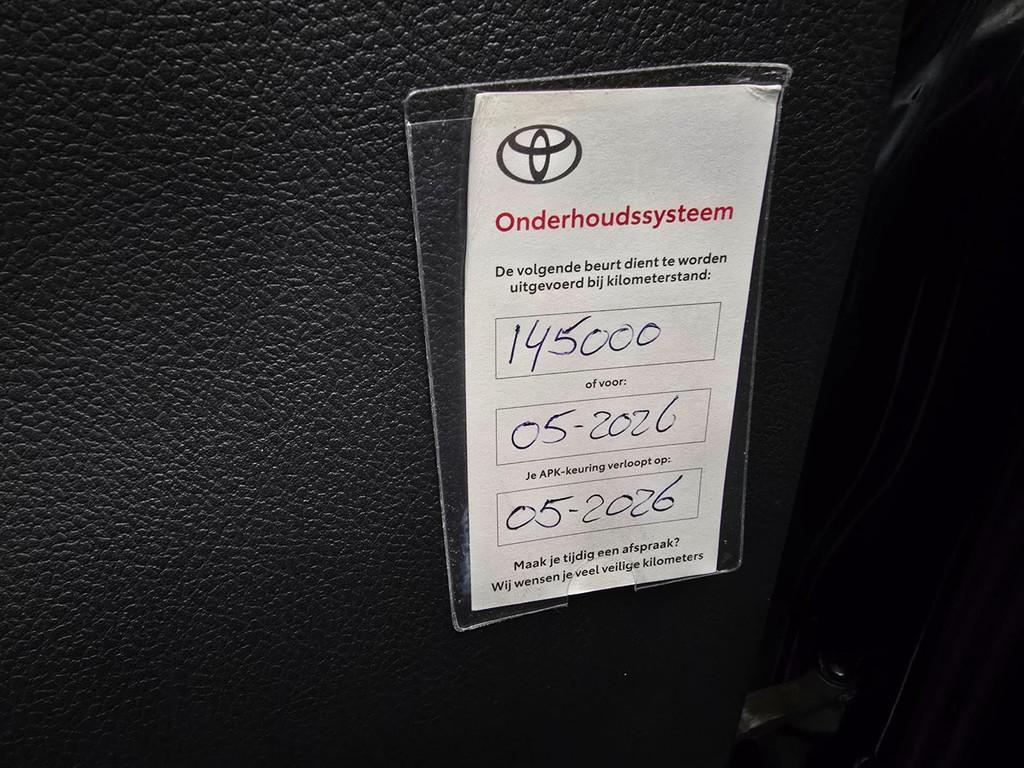 Onderhoudssysteem
De volgende beurt dient te worden
uitgevoerd bij kilometerstand:
145000
of voor:
05-2026
Je APK-keuring verloopt op:
05-2026
Maak je tijdig een afspraak?
Wij wensen je veel veilige kilometers